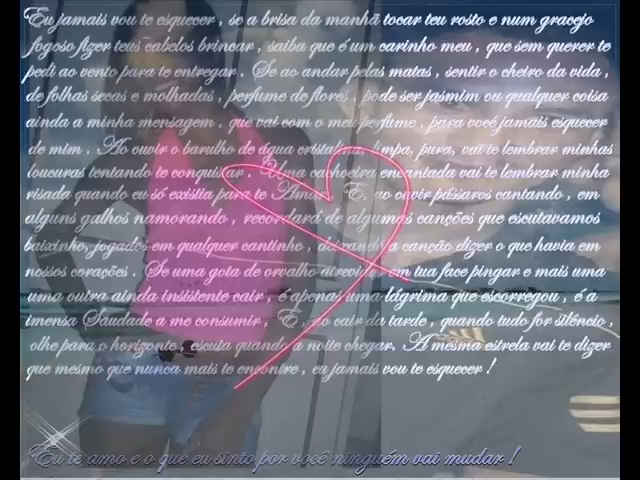 Eu jamais vou te esquecer , se a brisa da manhã tocar teu rosto e num gracejo
fogoso fizer teus cabelos brincar , saiba que é um carinho meu , que sem querer te
pedi ao vento para te entregar . Se ao andar pelas matas , sentir o cheiro da vida ,
de folhas secas e molhadas , perfume de flores , pode ser jasmim ou qualquer coisa
ainda a minha mensagem , que vai com o meu perfume , para você jamais esquecer
de mim . Ao ouvir o barulho de água cristalina, limpa, pura, vai te lembrar minhas
loucuras tentando te conquistar . Uma cachoeira encantada vai te lembrar minha
risada quando eu só existia para te Amar . E, ao ouvir pássaros cantando , em
alguns galhos namorando , recordará de algumas canções que escutavamos
baixinho, jogados em qualquer cantinho , deixando a canção dizer o que havia em
nossos corações . Se uma gota de orvalho atrevida em tua face pingar e mais uma
uma outra ainda insistente cair , é apenas uma lágrima que escorregou , é a
imensa Saudade a me consumir , E , ao cair da tarde , quando tudo for silêncio ,
olhe para o horizonte , escuta quando a noite chegar. A mesma estrela vai te dizer
que mesmo que nunca mais te encontre , eu jamais vou te esquecer !
Eu te amo e o que eu sinto por você ninguém vai mudar !